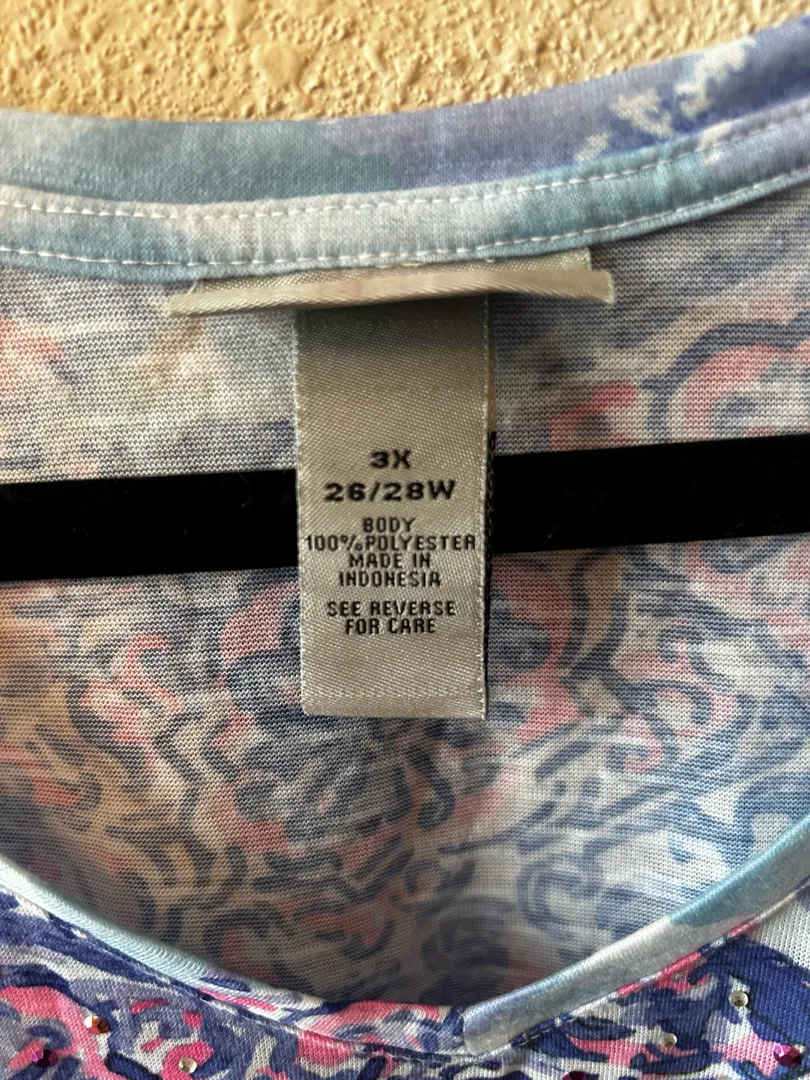 3X
26/28W
BODY
100%POLYESTER
MADE IN
INDONESIA
SEE REVERSE
FOR CARE